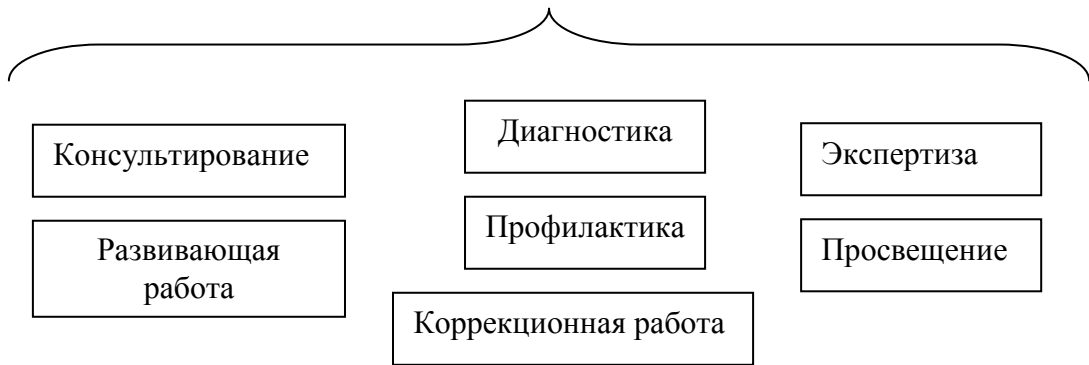 Консультирование
Диагностика
Экспертиза
Развивающая
работа
Профилактика
Просвещение
Коррекционная работа